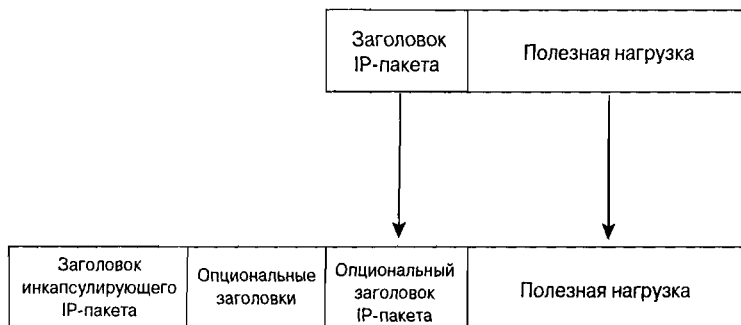 Заголовок
IP-пакета
Полезная нагрузка
Заголовок
инкапсулирующего
IP-пакета
Опциональные
заголовки
Опциональный
заголовок
IP-пакета
Полезная нагрузка